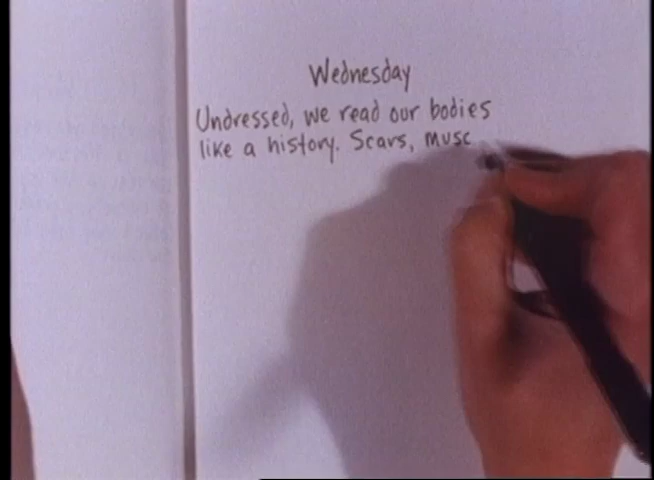 Wednesday
Undressed, we read our bodies
like a history. Scars, musc